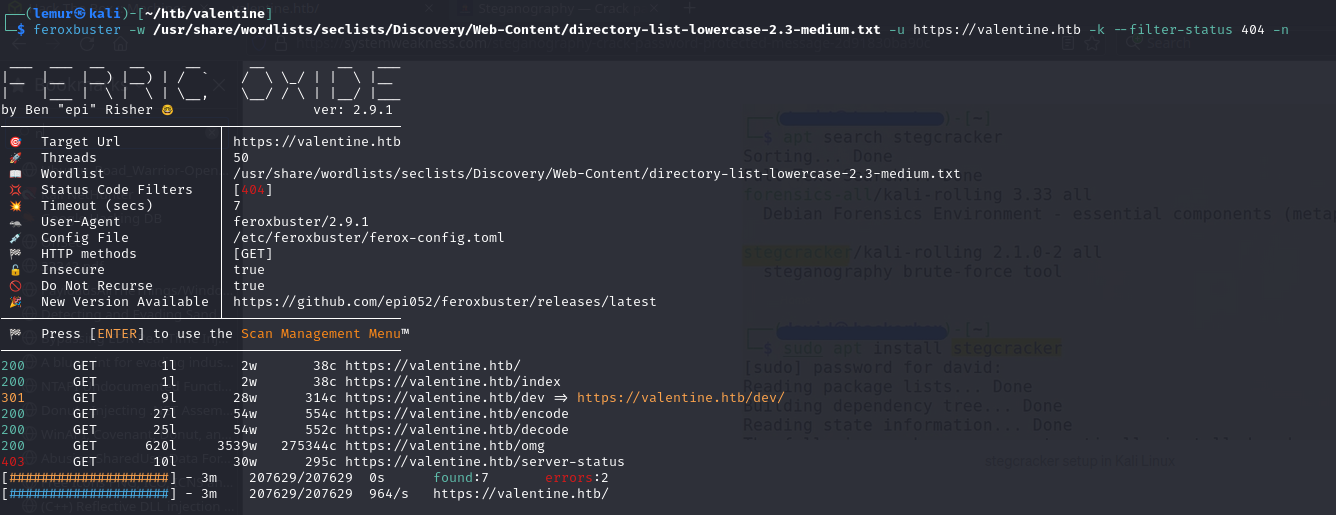 ┌──(lemur㉿kali)-[~/htb/valentine]
└─$ feroxbuster -w /usr/share/wordlists/seclists/Discovery/Web-Content/directory-list-lowercase-2.3-medium.txt -u https://valentine.htb -k --filter-status 404 -n
FERRIC OXIDE
by Ben "epi" Risher 🤓 ver: 2.9.1
🎯 Target Url │ https://valentine.htb
🚀 Threads │ 50
📖 Wordlist │ /usr/share/wordlists/seclists/Discovery/Web-Content/directory-list-lowercase-2.3-medium.txt
💢 Status Code Filters │ [404]
💥 Timeout (secs) │ 7
🦡 User-Agent │ feroxbuster/2.9.1
💉 Config File │ /etc/feroxbuster/ferox-config.toml
🏁 HTTP methods │ [GET]
🔓 Insecure │ true
🚫 Do Not Recurse │ true
🎉 New Version Available │ https://github.com/epi052/feroxbuster/releases/latest
🏁 Press [ENTER] to use the Scan Management Menu™
200 GET 1l 2w 38c https://valentine.htb/
200 GET 1l 2w 38c https://valentine.htb/index
301 GET 9l 28w 314c https://valentine.htb/dev => https://valentine.htb/dev/
200 GET 27l 54w 554c https://valentine.htb/encode
200 GET 25l 54w 552c https://valentine.htb/decode
200 GET 620l 3539w 275344c https://valentine.htb/omg
403 GET 10l 30w 295c https://valentine.htb/server-status
[####################] - 3m 207629/207629 0s found:7 errors:2
[####################] - 3m 207629/207629 964/s https://valentine.htb/
└─$ apt search stegcracker
Sorting... Done
forensics-all/kali-rolling 3.33 all
Debian Forensics Environment - essential components (meta
stegcracker/kali-rolling 2.1.0-2 all
steganography brute-force tool
└─$ sudo apt install stegcracker
[sudo] password for david:
Reading package lists... Done
Building dependency tree... Done
Reading state information... Done
stegcracker setup in Kali Linux